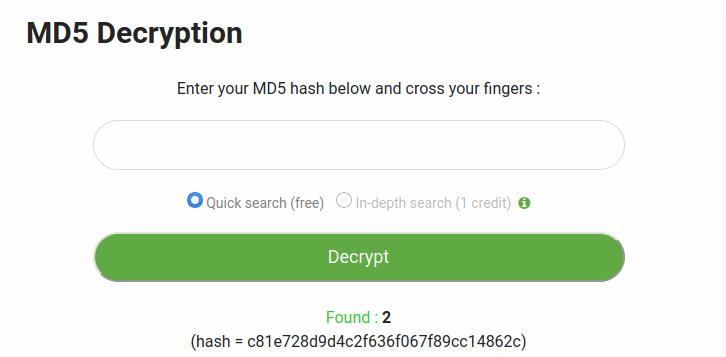 MD5 Decryption
Enter your MD5 hash below and cross your fingers :
Quick search (free) In-depth search (1 credit)
Decrypt
Found : 2
(hash = c81e728d9d4c2f636f067f89cc14862c)